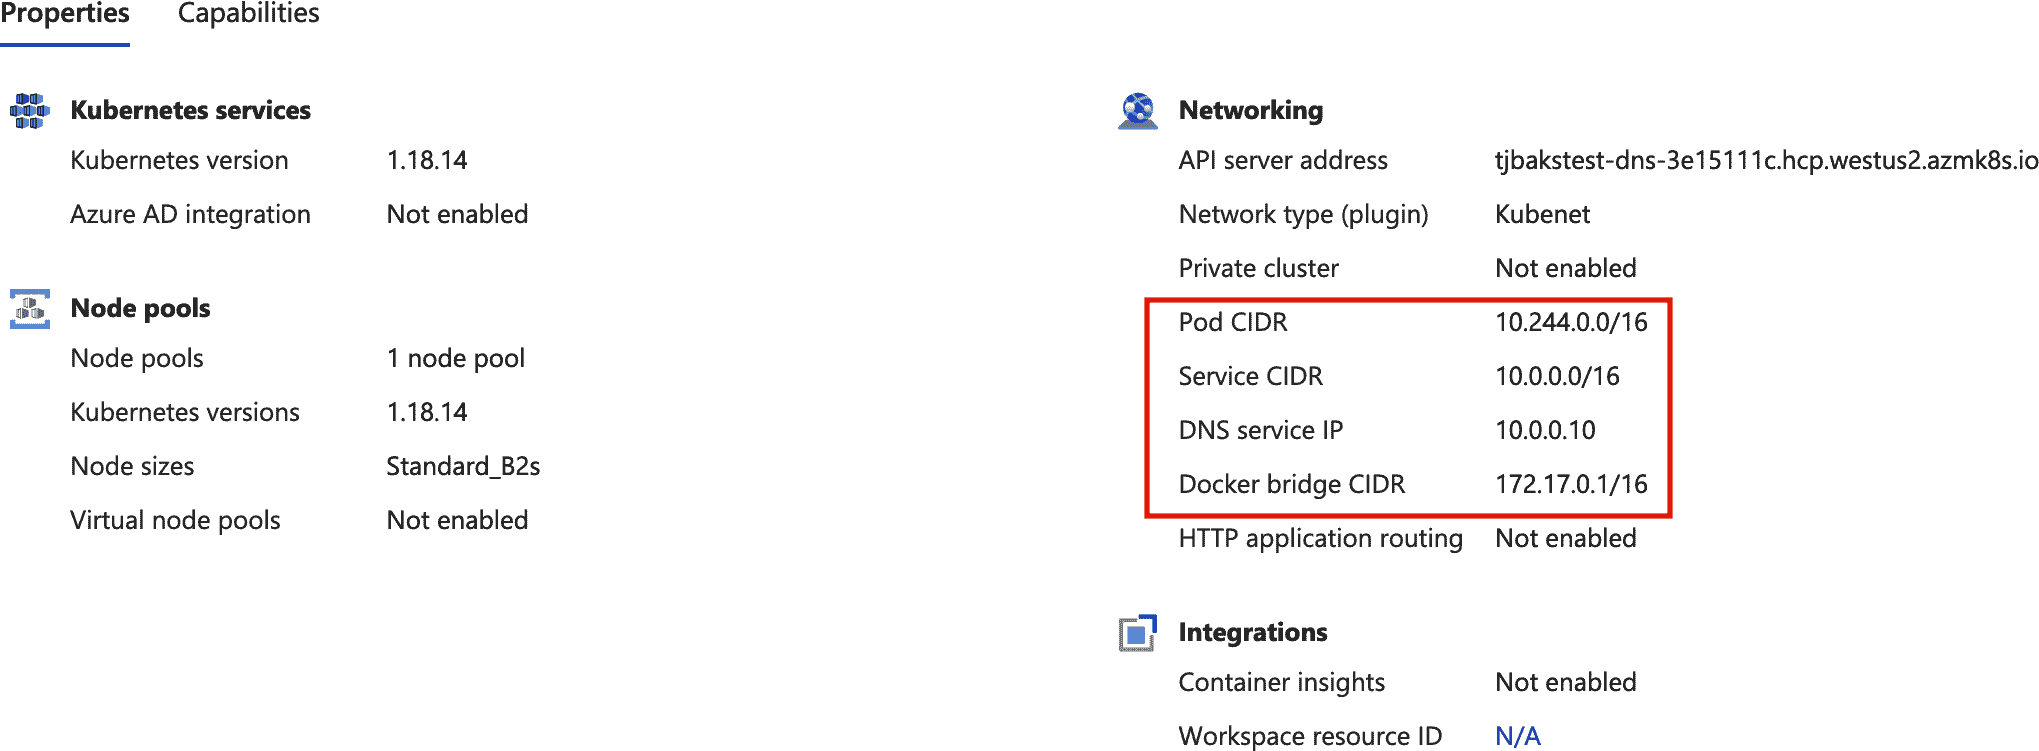 Properties Capabilities
Kubernetes services
Kubernetes version 1.18.14
Azure AD integration Not enabled
Node pools
Node pools 1 node pool
Kubernetes versions 1.18.14
Node sizes Standard_B2s
Virtual node pools Not enabled
Networking
API server address tjbakstest-dns-3e15111c.hcp.westus2.azmk8s.io
Network type (plugin) Kubenet
Private cluster Not enabled
Pod CIDR 10.244.0.0/16
Service CIDR 10.0.0.0/16
DNS service IP 10.0.0.10
Docker bridge CIDR 172.17.0.1/16
HTTP application routing Not enabled
Integrations
Container insights Not enabled
Workspace resource ID N/A